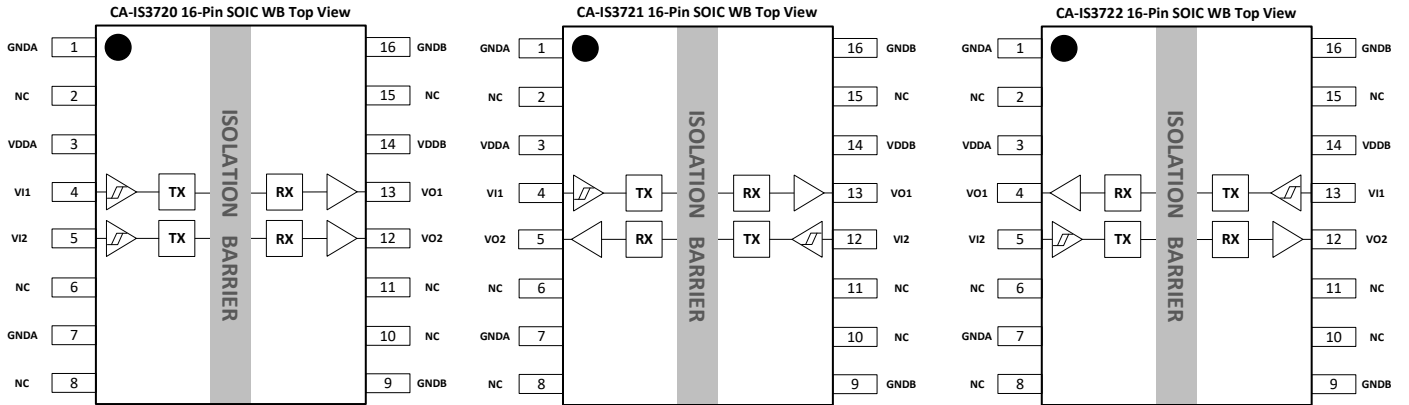 CA-IS3720 16-Pin SOIC WB Top View
GNDA 1 16 GNDB
NC 2 15 NC
VDDA 3 14 VDDB
VI1 4 TX RX 13 VO1
VI2 5 TX RX 12 VO2
NC 6 11 NC
GNDA 7 10 NC
NC 8 9 GNDB
ISOLATION BARRIER
CA-IS3721 16-Pin SOIC WB Top View
GNDA 1 16 GNDB
NC 2 15 NC
VDDA 3 14 VDDB
VI1 4 TX RX 13 VO1
VO2 5 RX TX 12 VI2
NC 6 11 NC
GNDA 7 10 NC
NC 8 9 GNDB
ISOLATION BARRIER
CA-IS3722 16-Pin SOIC WB Top View
GNDA 1 16 GNDB
NC 2 15 NC
VDDA 3 14 VDDB
VO1 4 RX TX 13 VI1
VI2 5 TX RX 12 VO2
NC 6 11 NC
GNDA 7 10 NC
NC 8 9 GNDB
ISOLATION BARRIER